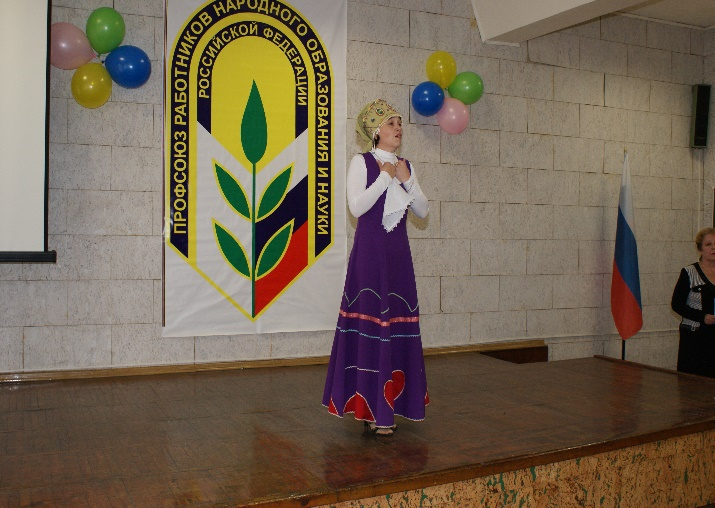 ПРОФСОЮЗ РАБОТНИКОВ НАРОДНОГО ОБРАЗОВАНИЯ И НАУКИ
РОССИЙСКОЙ ФЕДЕРАЦИИ